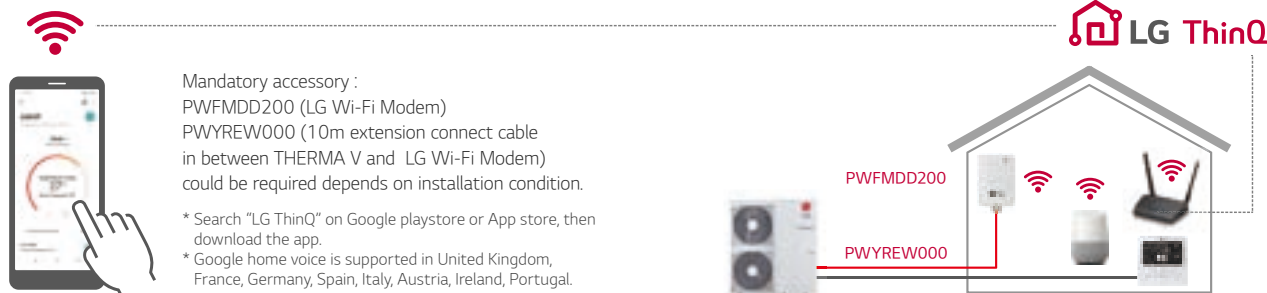 LG ThinQ
Mandatory accessory :
PWFMDD200 (LG Wi-Fi Modem)
PWYREW000 (10m extension connect cable
in between THERMA V and LG Wi-Fi Modem)
could be required depends on installation condition.
* Search “LG ThinQ” on Google playstore or App store, then
download the app.
* Google home voice is supported in United Kingdom,
France, Germany, Spain, Italy, Austria, Ireland, Portugal.
PWFMDD200
PWYREW000